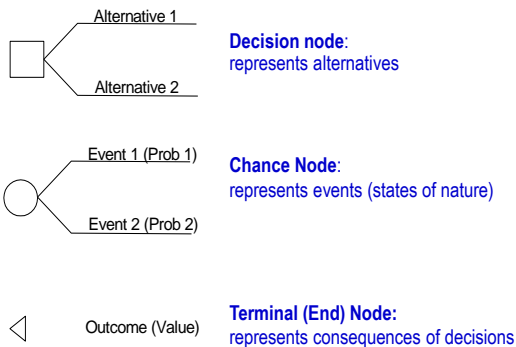 Alternative 1
Decision node:
represents alternatives
Alternative 2
Event 1 (Prob 1)
Chance Node:
represents events (states of nature)
Event 2 (Prob 2)
Terminal (End) Node:
Outcome (Value)
represents consequences of decisions